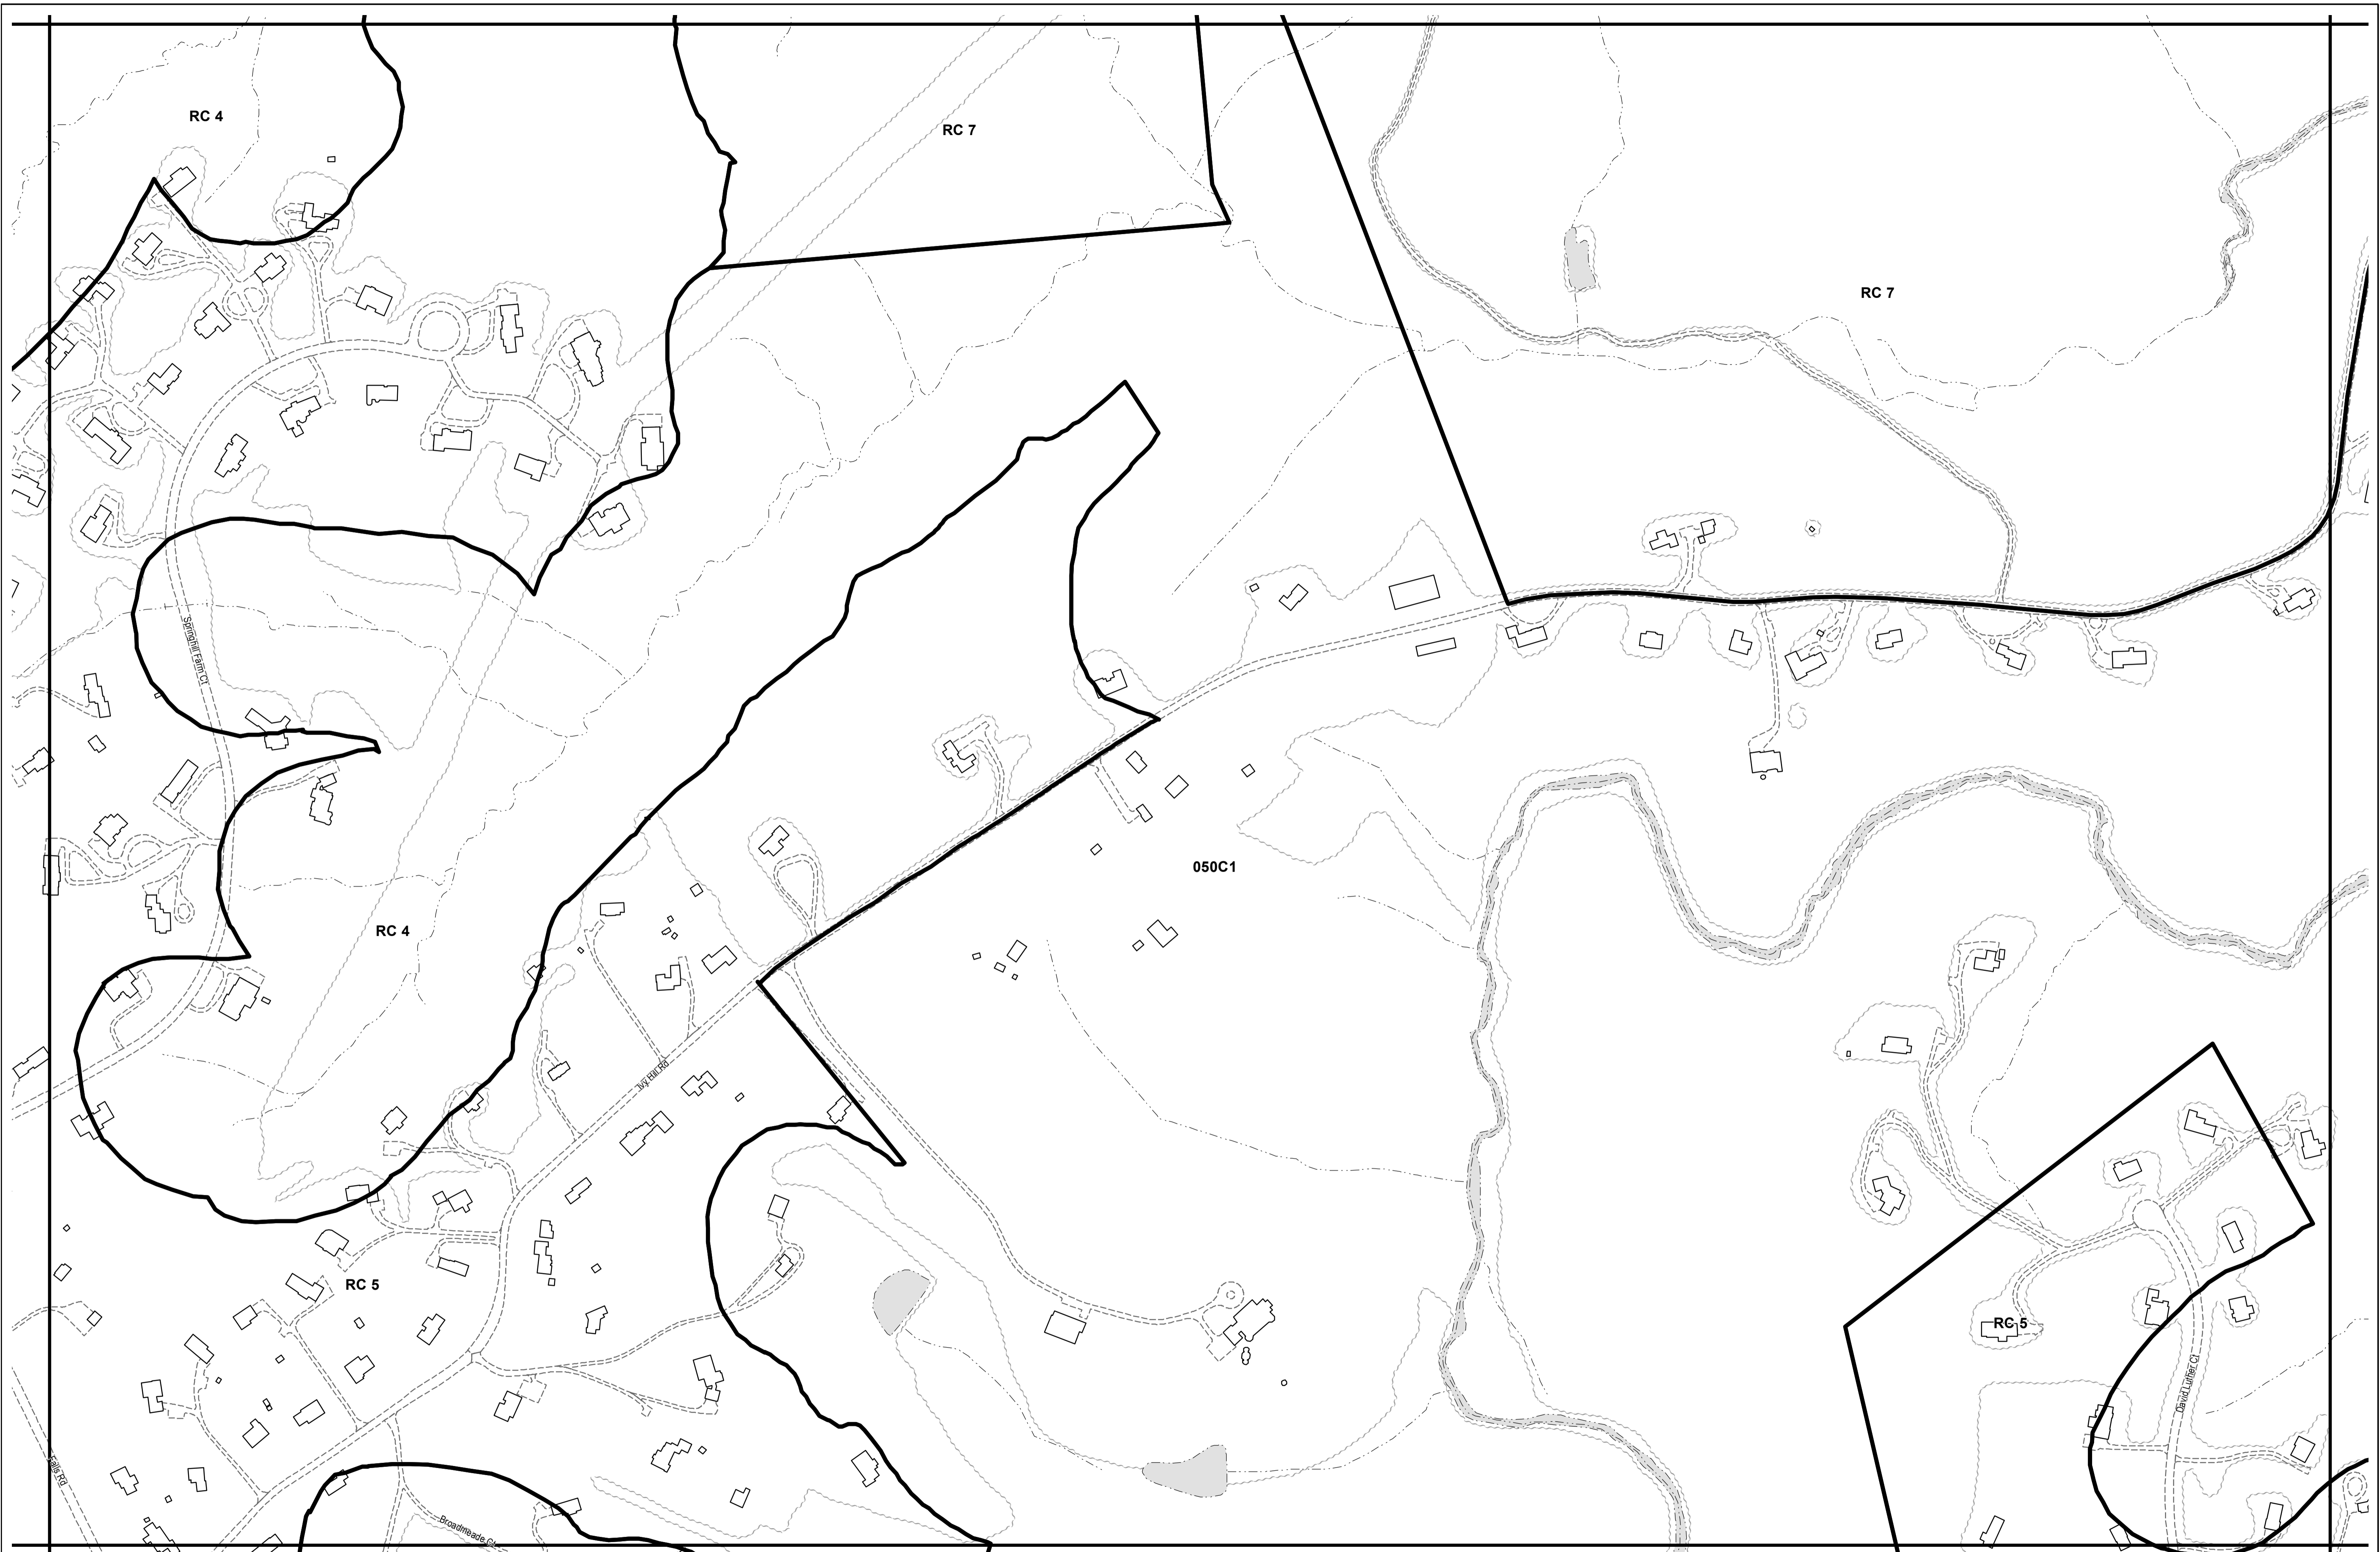 RC 4
RC 7
RC 7
Springhill Farm Ct
050C1
RC 4
Ivy Hill Rd
RC 5
RC 5
David Luther Ct
Falls Rd
Broadmeade Ct